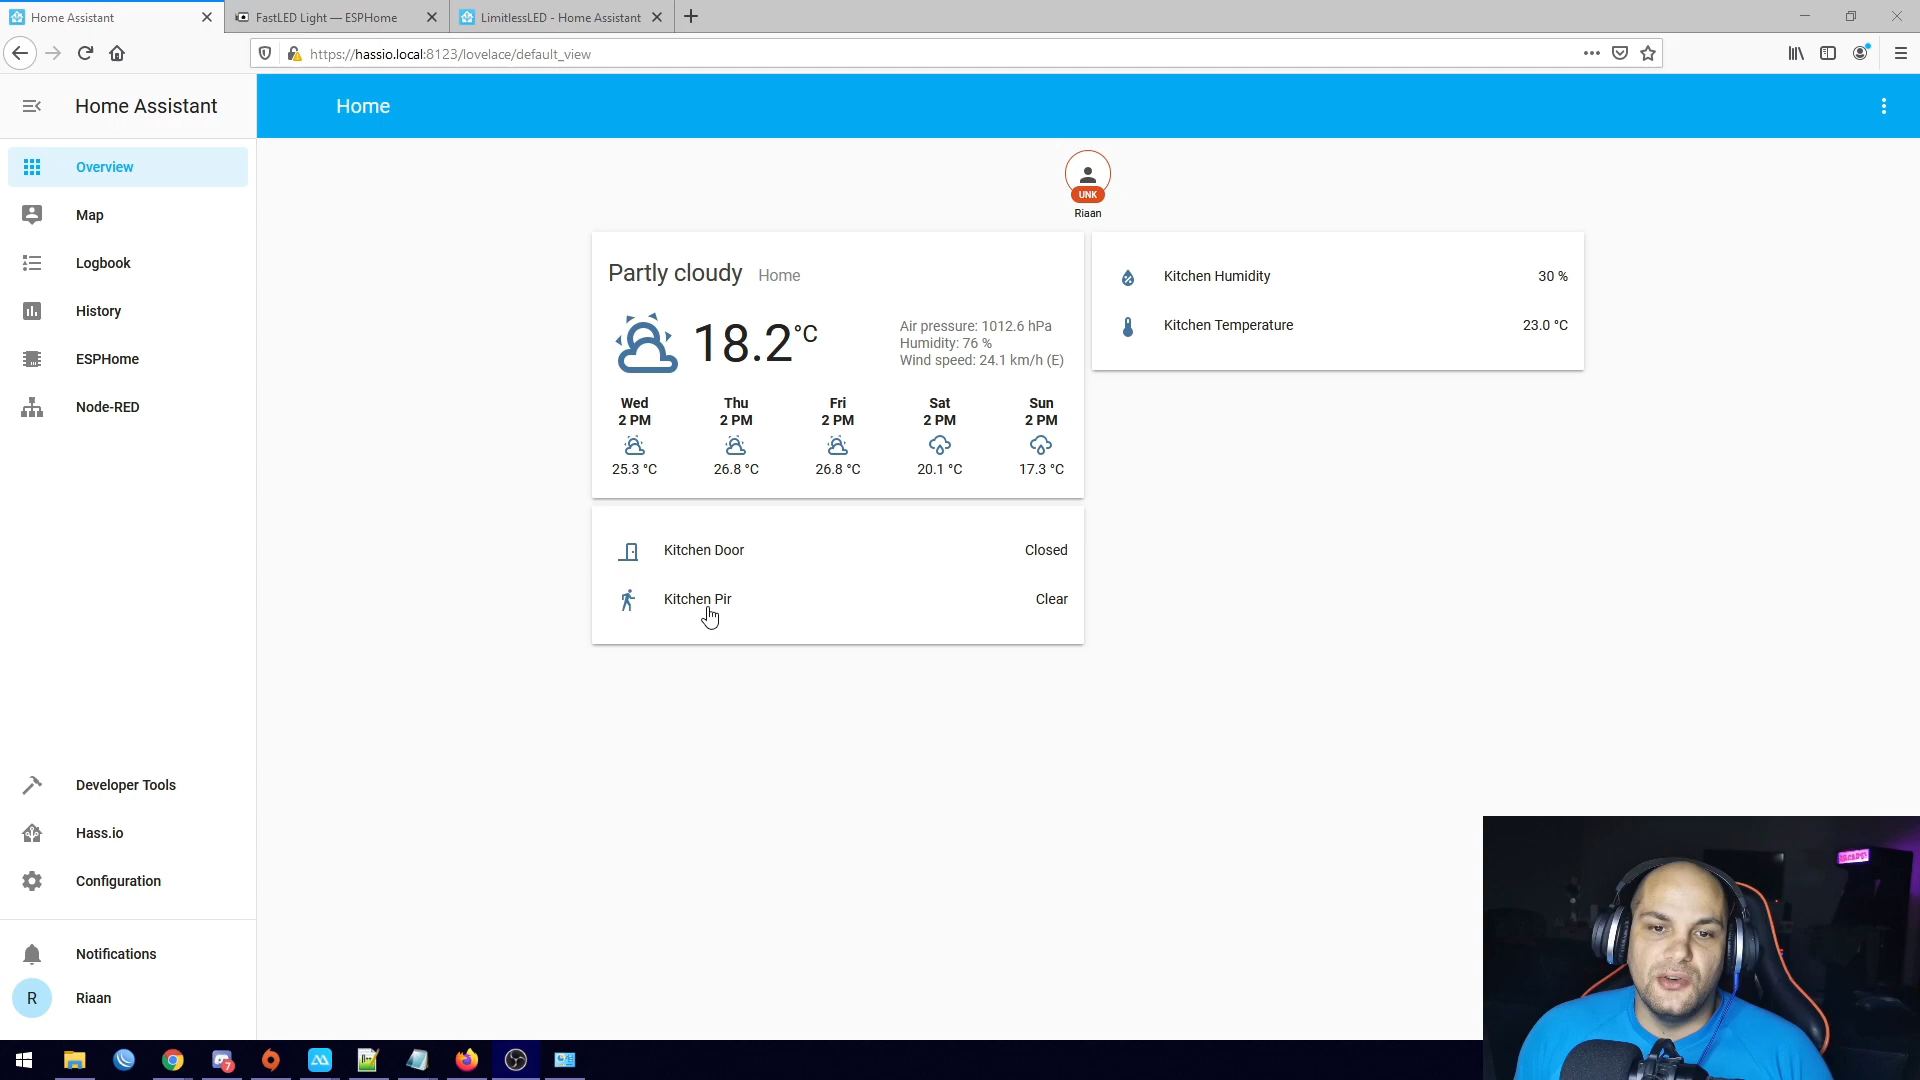 Home Assistant
FastLED Light — ESPHome
LimitlessLED - Home Assistant
https://hassio.local:8123/lovelace/default_view
Home Assistant
Home
Overview
Map
Logbook
History
ESPHome
Node-RED
Developer Tools
Hass.io
Configuration
Notifications
R
Riaan
UNK
Riaan
Partly cloudy Home
18.2 °C
Air pressure: 1012.6 hPa
Humidity: 76 %
Wind speed: 24.1 km/h (E)
Wed Thu Fri Sat Sun
2 PM 2 PM 2 PM 2 PM 2 PM
25.3 °C 26.8 °C 26.8 °C 20.1 °C 17.3 °C
Kitchen Door Closed
Kitchen Pir Clear
Kitchen Humidity 30 %
Kitchen Temperature 23.0 °C
7